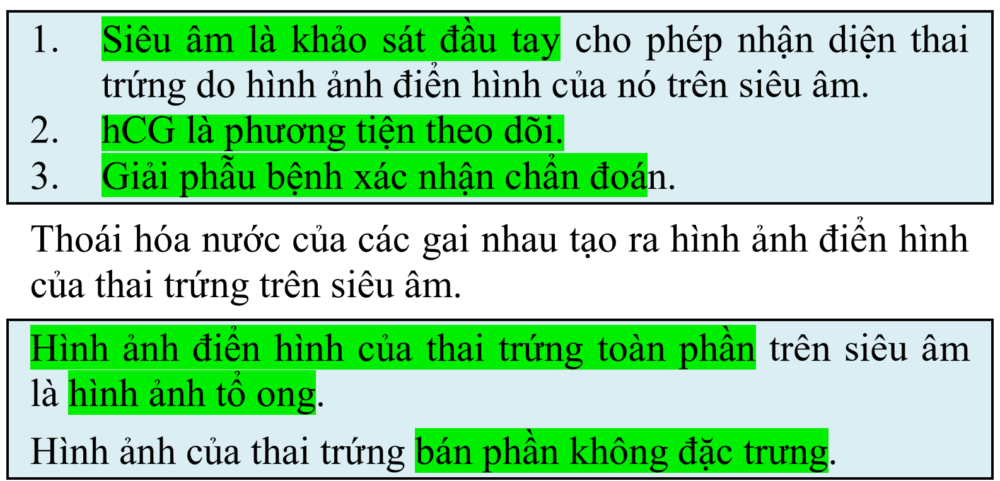 1. Siêu âm là khảo sát đầu tay cho phép nhận diện thai
trứng do hình ảnh điển hình của nó trên siêu âm.
2. hCG là phương tiện theo dõi.
3. Giải phẫu bệnh xác nhận chẩn đoán.
Thoái hóa nước của các gai nhau tạo ra hình ảnh điển hình
của thai trứng trên siêu âm.
Hình ảnh điển hình của thai trứng toàn phần trên siêu âm
là hình ảnh tổ ong.
Hình ảnh của thai trứng bán phần không đặc trưng.